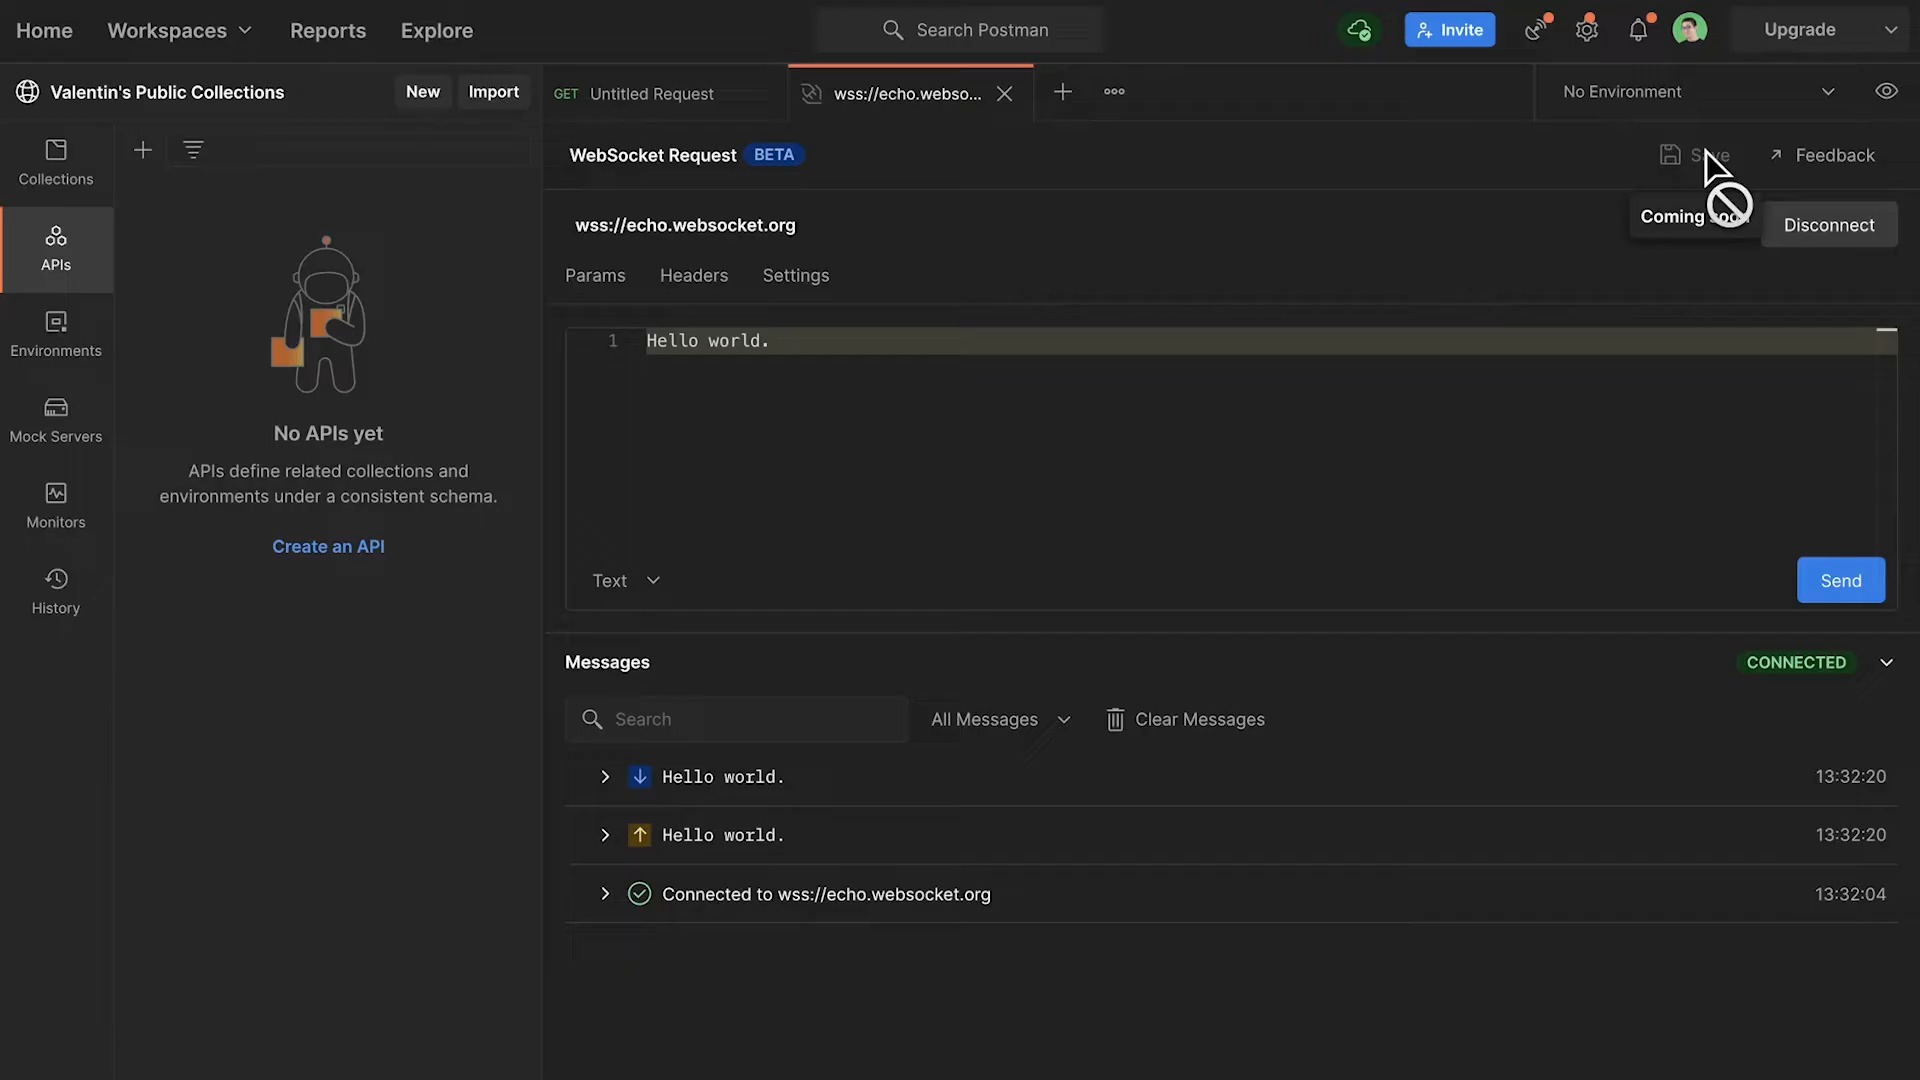 Home
Workspaces
Reports
Explore
Search Postman
Invite
Upgrade
Valentin's Public Collections
New
Import
GET Untitled Request
wss://echo.webso...
No Environment
Collections
APIs
Environments
Mock Servers
Monitors
History
No APIs yet
APIs define related collections and
environments under a consistent schema.
Create an API
WebSocket Request BETA
Save
Feedback
wss://echo.websocket.org
Coming soon
Disconnect
Params
Headers
Settings
1 Hello world.
Text
Send
Messages
CONNECTED
Search
All Messages
Clear Messages
Hello world. 13:32:20
Hello world. 13:32:20
Connected to wss://echo.websocket.org 13:32:04